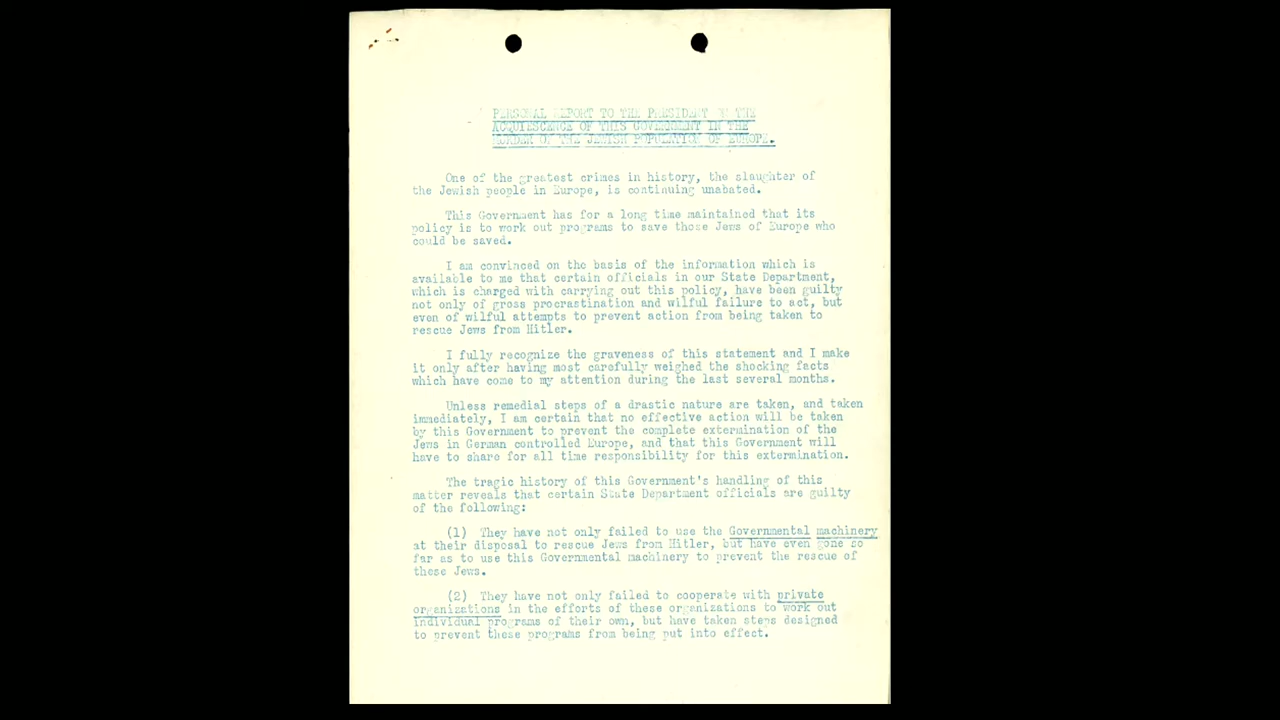 PERSONAL REPORT TO THE PRESIDENT ON THE
ACQUIESCENCE OF THIS GOVERNMENT IN THE
MURDER OF THE JEWISH POPULATION OF EUROPE.
One of the greatest crimes in history, the slaughter of
the Jewish people in Europe, is continuing unabated.
This Government has for a long time maintained that its
policy is to work out programs to save those Jews of Europe who
could be saved.
I am convinced on the basis of the information which is
available to me that certain officials in our State Department,
which is charged with carrying out this policy, have been guilty
not only of gross procrastination and wilful failure to act, but
even of wilful attempts to prevent action from being taken to
rescue Jews from Hitler.
I fully recognize the graveness of this statement and I make
it only after having most carefully weighed the shocking facts
which have come to my attention during the last several months.
Unless remedial steps of a drastic nature are taken, and taken
immediately, I am certain that no effective action will be taken
by this Government to prevent the complete extermination of the
Jews in German controlled Europe, and that this Government will
have to share for all time responsibility for this extermination.
The tragic history of this Government's handling of this
matter reveals that certain State Department officials are guilty
of the following:
(1) They have not only failed to use the Governmental machinery
at their disposal to rescue Jews from Hitler, but have even gone so
far as to use this Governmental machinery to prevent the rescue of
these Jews.
(2) They have not only failed to cooperate with private
organizations in the efforts of these organizations to work out
individual programs of their own, but have taken steps designed
to prevent these programs from being put into effect.